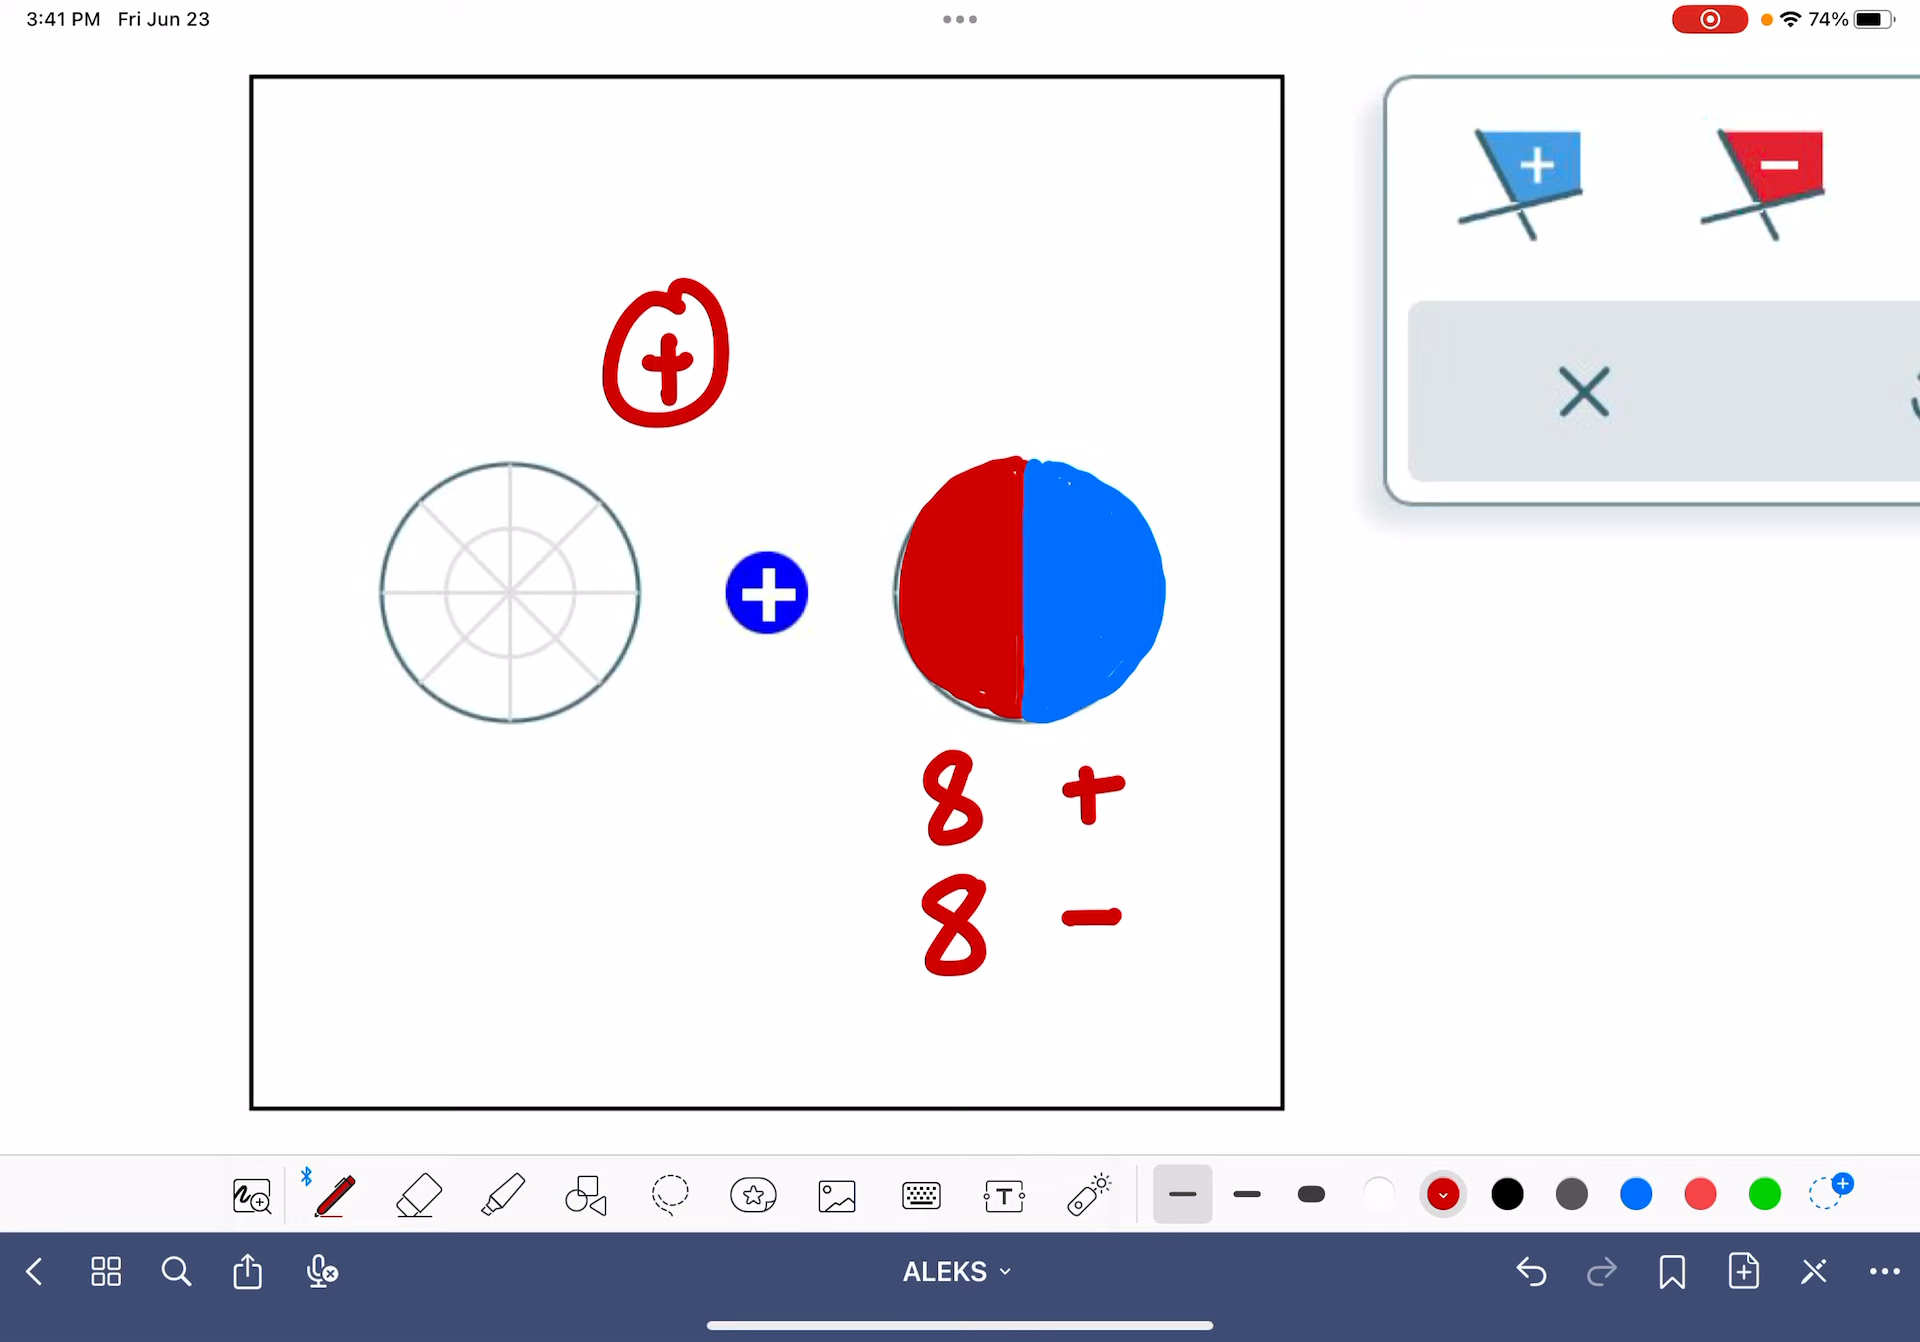 3:41 PM Fri Jun 23
74%
+ −
+
+
8 +
8 −
T
ALEKS